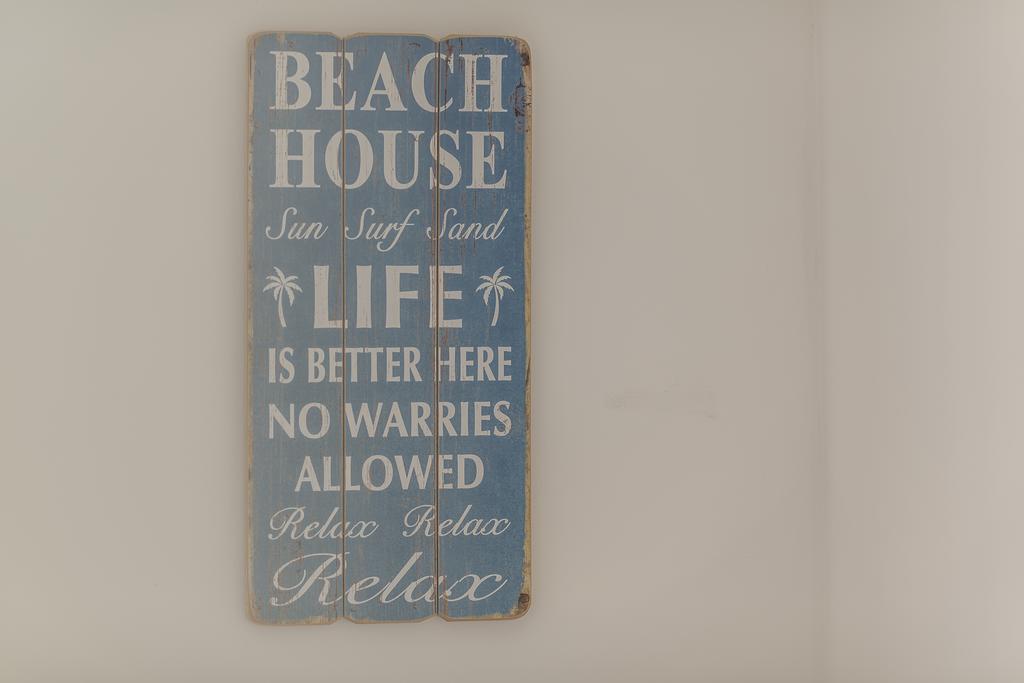 BEACH
HOUSE
Sun Surf Sand
LIFE
IS BETTER HERE
NO WARRIES
ALLOWED
Relax Relax
Relax